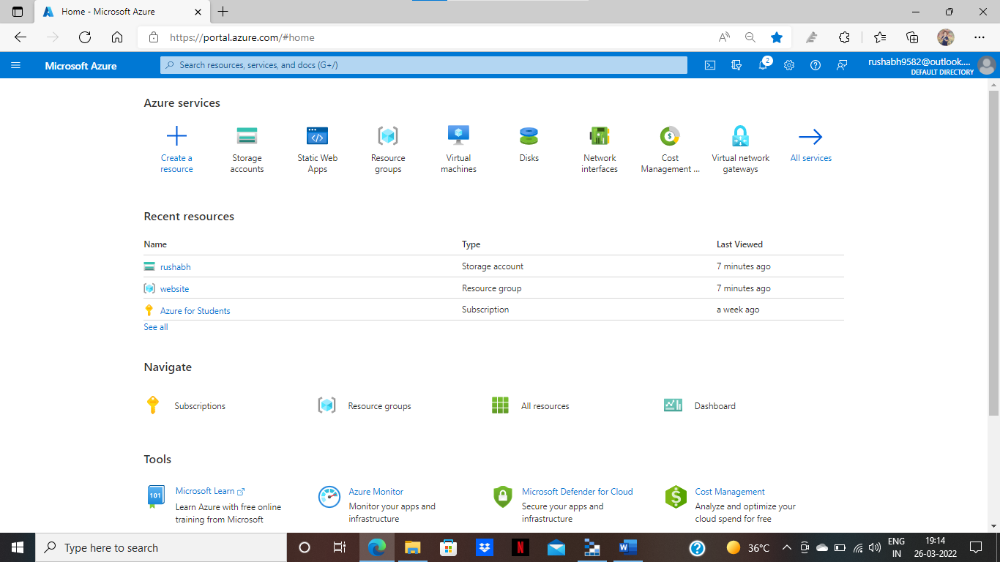 Home - Microsoft Azure
https://portal.azure.com/#home
Microsoft Azure
Search resources, services, and docs (G+/)
2
rushabh9582@outlook....
DEFAULT DIRECTORY
Azure services
Create a resource
Storage accounts
Static Web Apps
Resource groups
Virtual machines
Disks
Network interfaces
Cost Management ...
Virtual network gateways
All services
Recent resources
Name Type Last Viewed
rushabh Storage account 7 minutes ago
website Resource group 7 minutes ago
Azure for Students Subscription a week ago
See all
Navigate
Subscriptions Resource groups All resources Dashboard
Tools
101
Microsoft Learn
Learn Azure with free online
training from Microsoft
Azure Monitor
Monitor your apps and
infrastructure
Microsoft Defender for Cloud
Secure your apps and
infrastructure
$
Cost Management
Analyze and optimize your
cloud spend for free
Type here to search
N
W
?
36°C
ENG
IN
19:14
26-03-2022